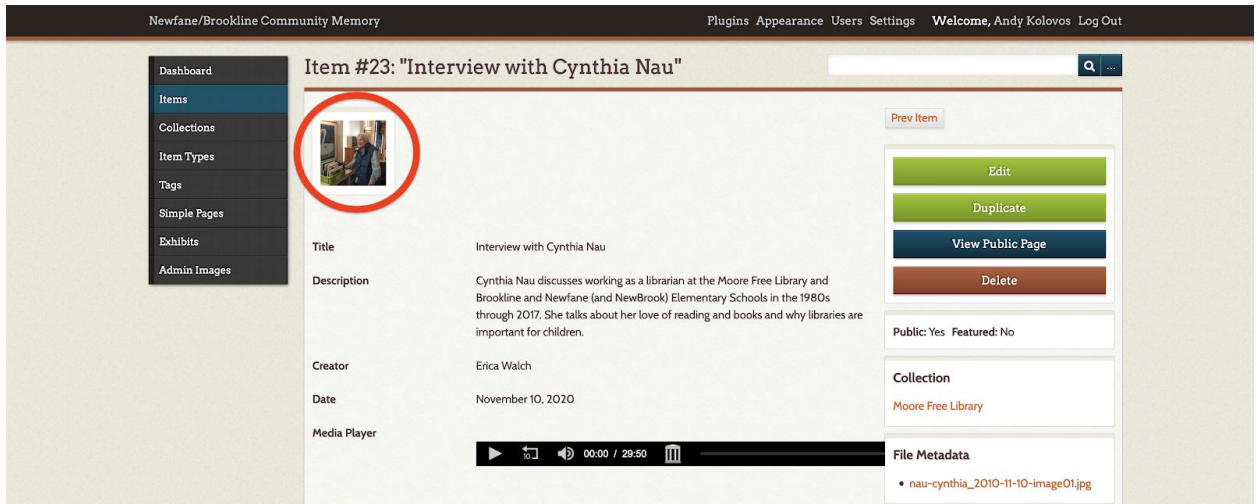 Newfane/Brookline Community Memory
Plugins Appearance Users Settings Welcome, Andy Kolovos Log Out
Dashboard
Items
Collections
Item Types
Tags
Simple Pages
Exhibits
Admin Images
Item #23: "Interview with Cynthia Nau"
...
Title
Interview with Cynthia Nau
Description
Cynthia Nau discusses working as a librarian at the Moore Free Library and
Brookline and Newfane (and NewBrook) Elementary Schools in the 1980s
through 2017. She talks about her love of reading and books and why libraries are
important for children.
Creator
Erica Walch
Date
November 10, 2020
Media Player
10
00:00 / 29:50
Prev Item
Edit
Duplicate
View Public Page
Delete
Public: Yes Featured: No
Collection
Moore Free Library
File Metadata
• nau-cynthia_2010-11-10-image01.jpg